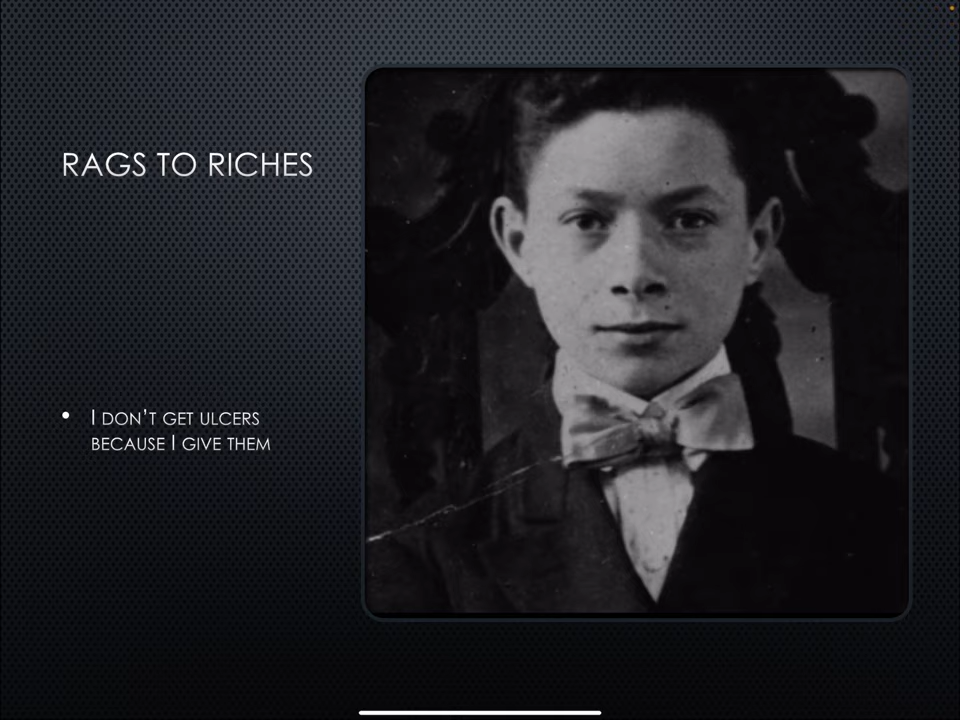 RAGS TO RICHES
• I DON’T GET ULCERS
BECAUSE I GIVE THEM